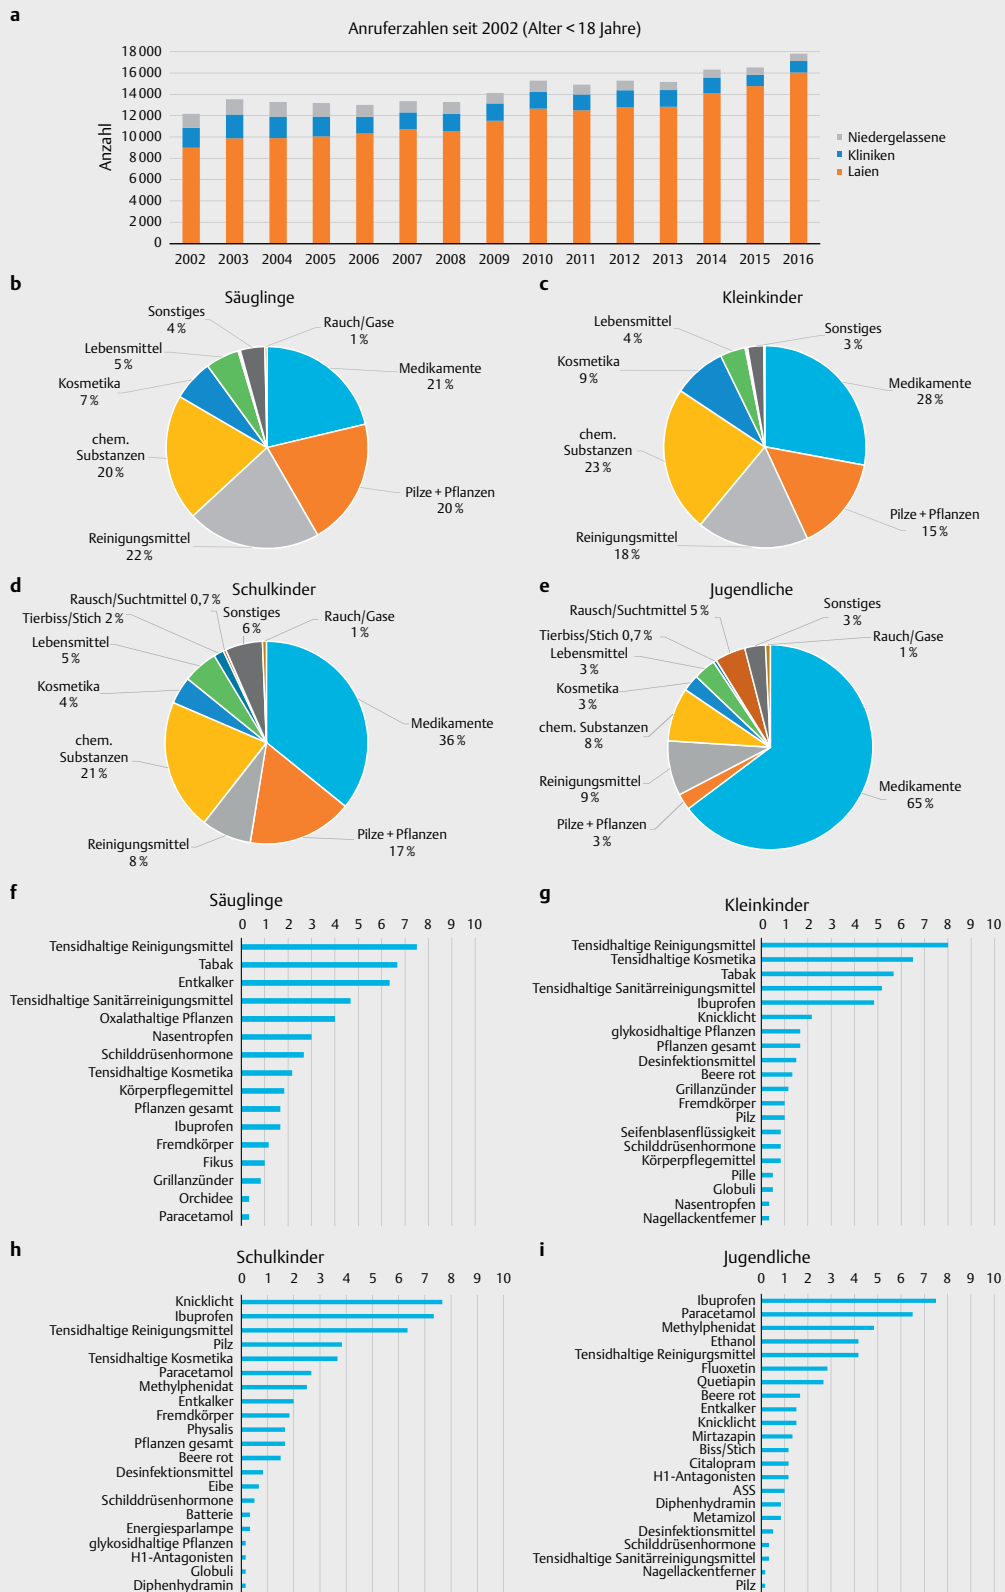 a
Anruferzahlen seit 2002 (Alter < 18 Jahre)
18 000
16 000
14 000
12 000
10 000
8 000
6 000
4 000
2 000
0
Anzahl
2002 2003 2004 2005 2006 2007 2008 2009 2010 2011 2012 2013 2014 2015 2016
Niedergelassene
Kliniken
Laien
b
Säuglinge
Sonstiges
4 %
Rauch/Gase
1 %
Lebensmittel
5 %
Medikamente
21 %
Kosmetika
7 %
chem.
Substanzen
20 %
Pilze + Pflanzen
20 %
Reinigungsmittel
22 %
c
Kleinkinder
Lebensmittel
4 %
Sonstiges
3 %
Kosmetika
9 %
Medikamente
28 %
chem.
Substanzen
23 %
Pilze + Pflanzen
15 %
Reinigungsmittel
18 %
d
Schulkinder
Rausch/Suchtmittel 0,7 %
Tierbiss/Stich 2 %
Sonstiges
6 %
Rauch/Gase
1 %
Lebensmittel
5 %
Kosmetika
4 %
Medikamente
36 %
chem.
Substanzen
21 %
Reinigungsmittel
8 %
Pilze + Pflanzen
17 %
e
Jugendliche
Rausch/Suchtmittel 5 %
Sonstiges
3 %
Tierbiss/Stich 0,7 %
Rauch/Gase
1 %
Lebensmittel
3 %
Kosmetika
3 %
chem. Substanzen
8 %
Reinigungsmittel
9 %
Medikamente
65 %
Pilze + Pflanzen
3 %
f
Säuglinge
0 1 2 3 4 5 6 7 8 9 10
Tensidhaltige Reinigungsmittel
Tabak
Entkalker
Tensidhaltige Sanitärreinigungsmittel
Oxalathaltige Pflanzen
Nasentropfen
Schilddrüsenhormone
Tensidhaltige Kosmetika
Körperpflegemittel
Pflanzen gesamt
Ibuprofen
Fremdkörper
Fikus
Grillanzünder
Orchidee
Paracetamol
g
Kleinkinder
0 1 2 3 4 5 6 7 8 9 10
Tensidhaltige Reinigungsmittel
Tensidhaltige Kosmetika
Tabak
Tensidhaltige Sanitärreinigungsmittel
Ibuprofen
Knicklicht
glykosidhaltige Pflanzen
Pflanzen gesamt
Desinfektionsmittel
Beere rot
Grillanzünder
Fremdkörper
Pilz
Seifenblasenflüssigkeit
Schilddrüsenhormone
Körperpflegemittel
Pille
Globuli
Nasentropfen
Nagellackentfemer
h
Schulkinder
0 1 2 3 4 5 6 7 8 9 10
Knicklicht
Ibuprofen
Tensidhaltige Reinigungsmittel
Pilz
Tensidhaltige Kosmetika
Paracetamol
Methylphenidat
Entkalker
Fremdkörper
Physalis
Pflanzen gesamt
Beere rot
Desinfektionsmittel
Eibe
Schilddrüsenhormone
Batterie
Energiesparlampe
glykosidhaltige Pflanzen
H1-Antagonisten
Globuli
Diphenhydramin
i
Jugendliche
0 1 2 3 4 5 6 7 8 9 10
Ibuprofen
Paracetamol
Methylphenidat
Ethanol
Tensidhaltige Reinigurgsmittel
Fluoxetin
Quetiapin
Beere rot
Entkalker
Knicklicht
Mirtazapin
Biss/Stich
Citalopram
H1-Antagonisten
ASS
Diphenhydramin
Metamizol
Desinfektionsmittel
Schilddrüsenhormone
Tensidhaltige Sanitärreinigungsmittel
Nagellackentferner
Pilz